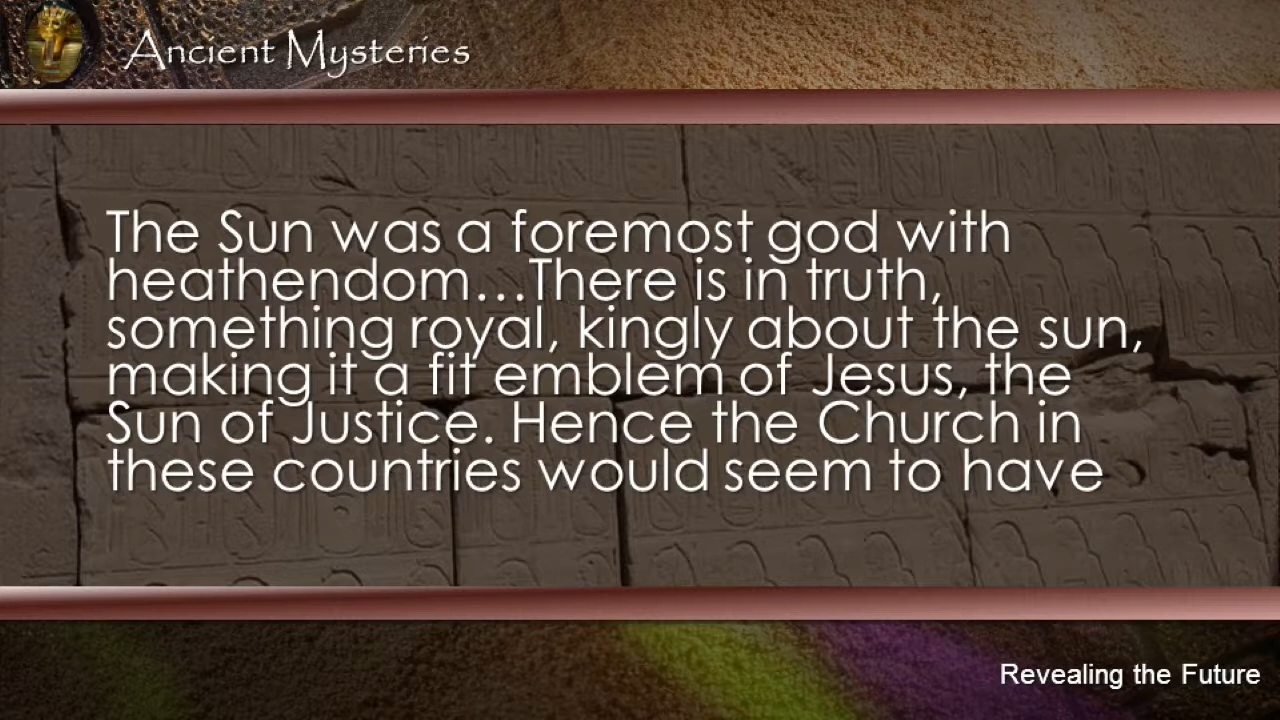 Ancient Mysteries
The Sun was a foremost god with
heathendom…There is in truth,
something royal, kingly about the sun,
making it a fit emblem of Jesus, the
Sun of Justice. Hence the Church in
these countries would seem to have
Revealing the Future